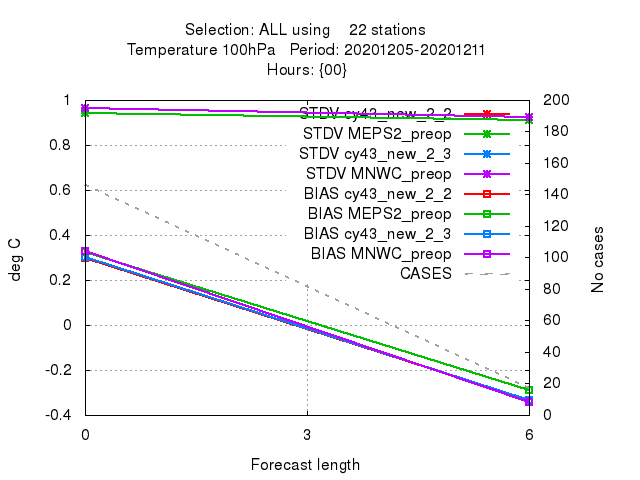 Selection: ALL using 22 stations
Temperature 100hPa Period: 20201205-20201211
Hours: {00}
1
0.8
0.6
0.4
0.2
0
-0.2
-0.4
deg C
STDV cy43_new_2_2
STDV MEPS2_preop
STDV cy43_new_2_3
STDV MNWC_preop
BIAS cy43_new_2_2
BIAS MEPS2_preop
BIAS cy43_new_2_3
BIAS MNWC_preop
CASES
200
180
160
140
120
100
80
60
40
20
0
No cases
0 3 6
Forecast length